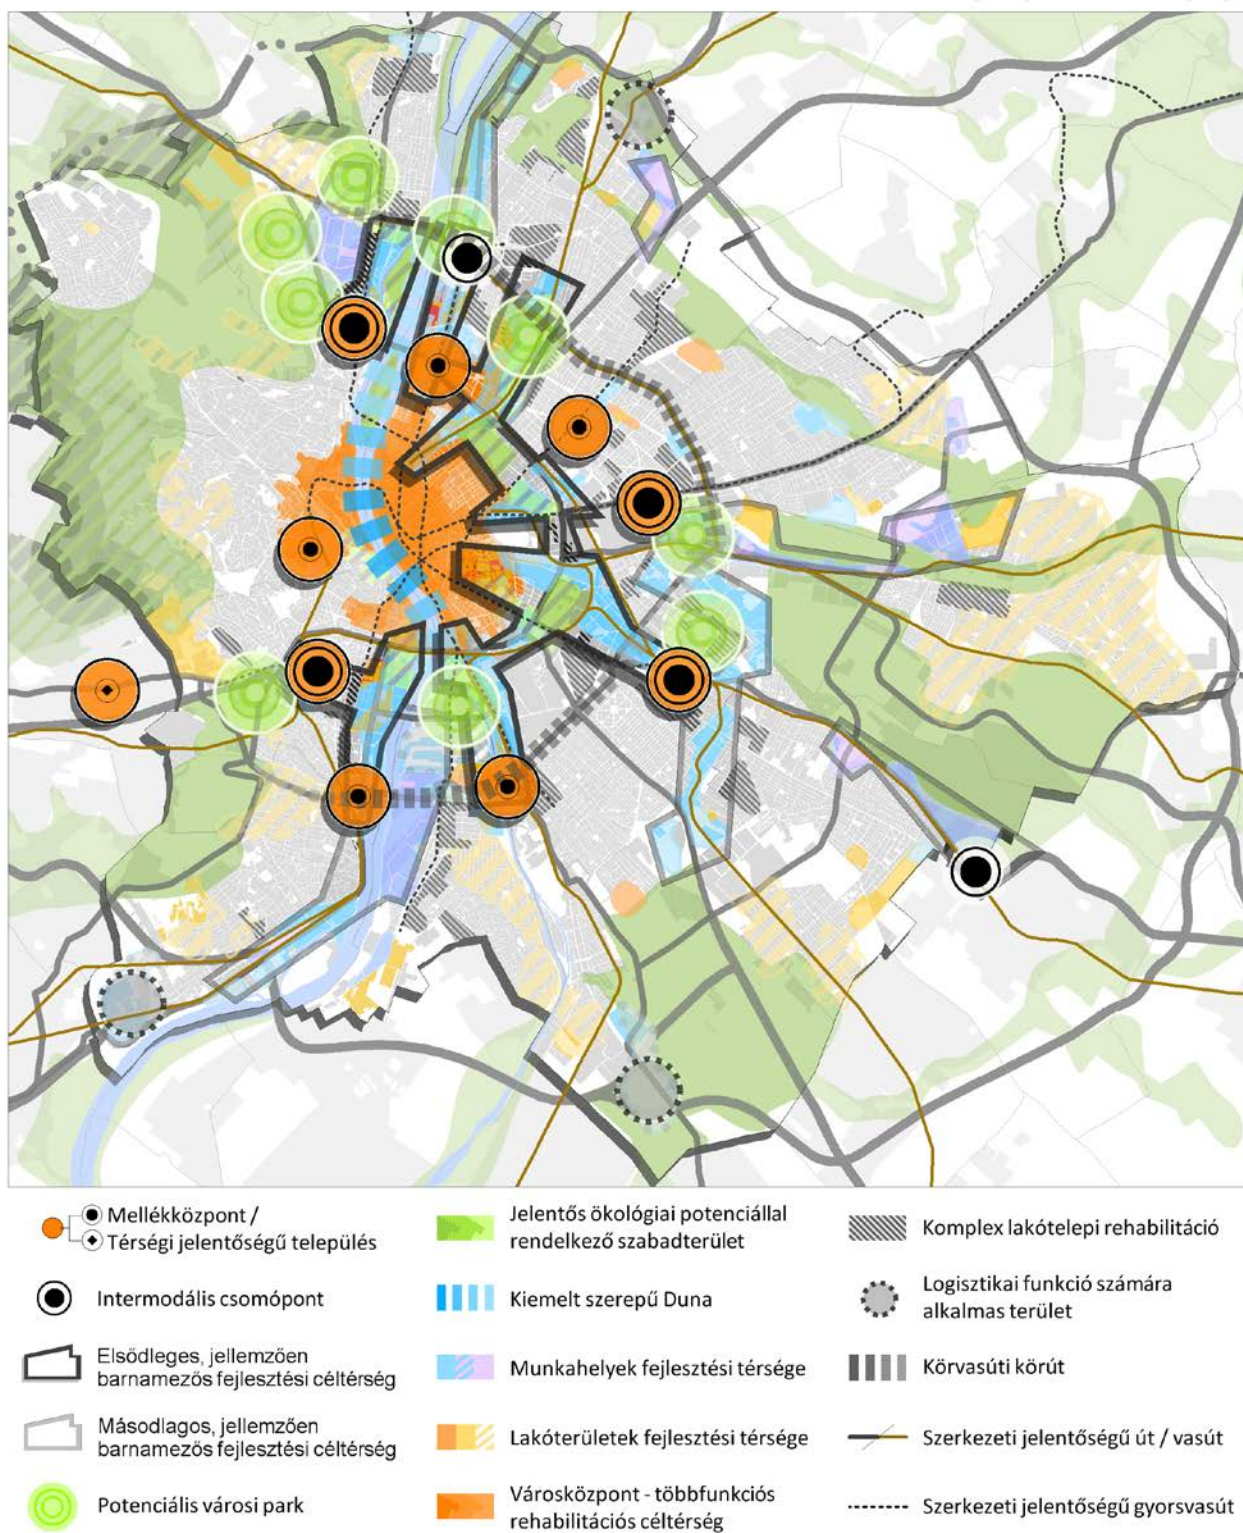 Mellékközpont /
Térségi jelentőségű település
Intermodális csomópont
Elsődleges, jellemzően
barnamezős fejlesztési céltérség
Másodlagos, jellemzően
barnamezős fejlesztési céltérség
Potenciális városi park
Jelentős ökológiai potenciállal
rendelkező szabadterület
Kiemelt szerepű Duna
Munkahelyek fejlesztési térsége
Lakóterületek fejlesztési térsége
Városközpont - többfunkciós
rehabilitációs céltérség
Komplex lakótelepi rehabilitáció
Logisztikai funkció számára
alkalmas terület
Körvasúti körút
Szerkezeti jelentőségű út / vasút
Szerkezeti jelentőségű gyorsvasút